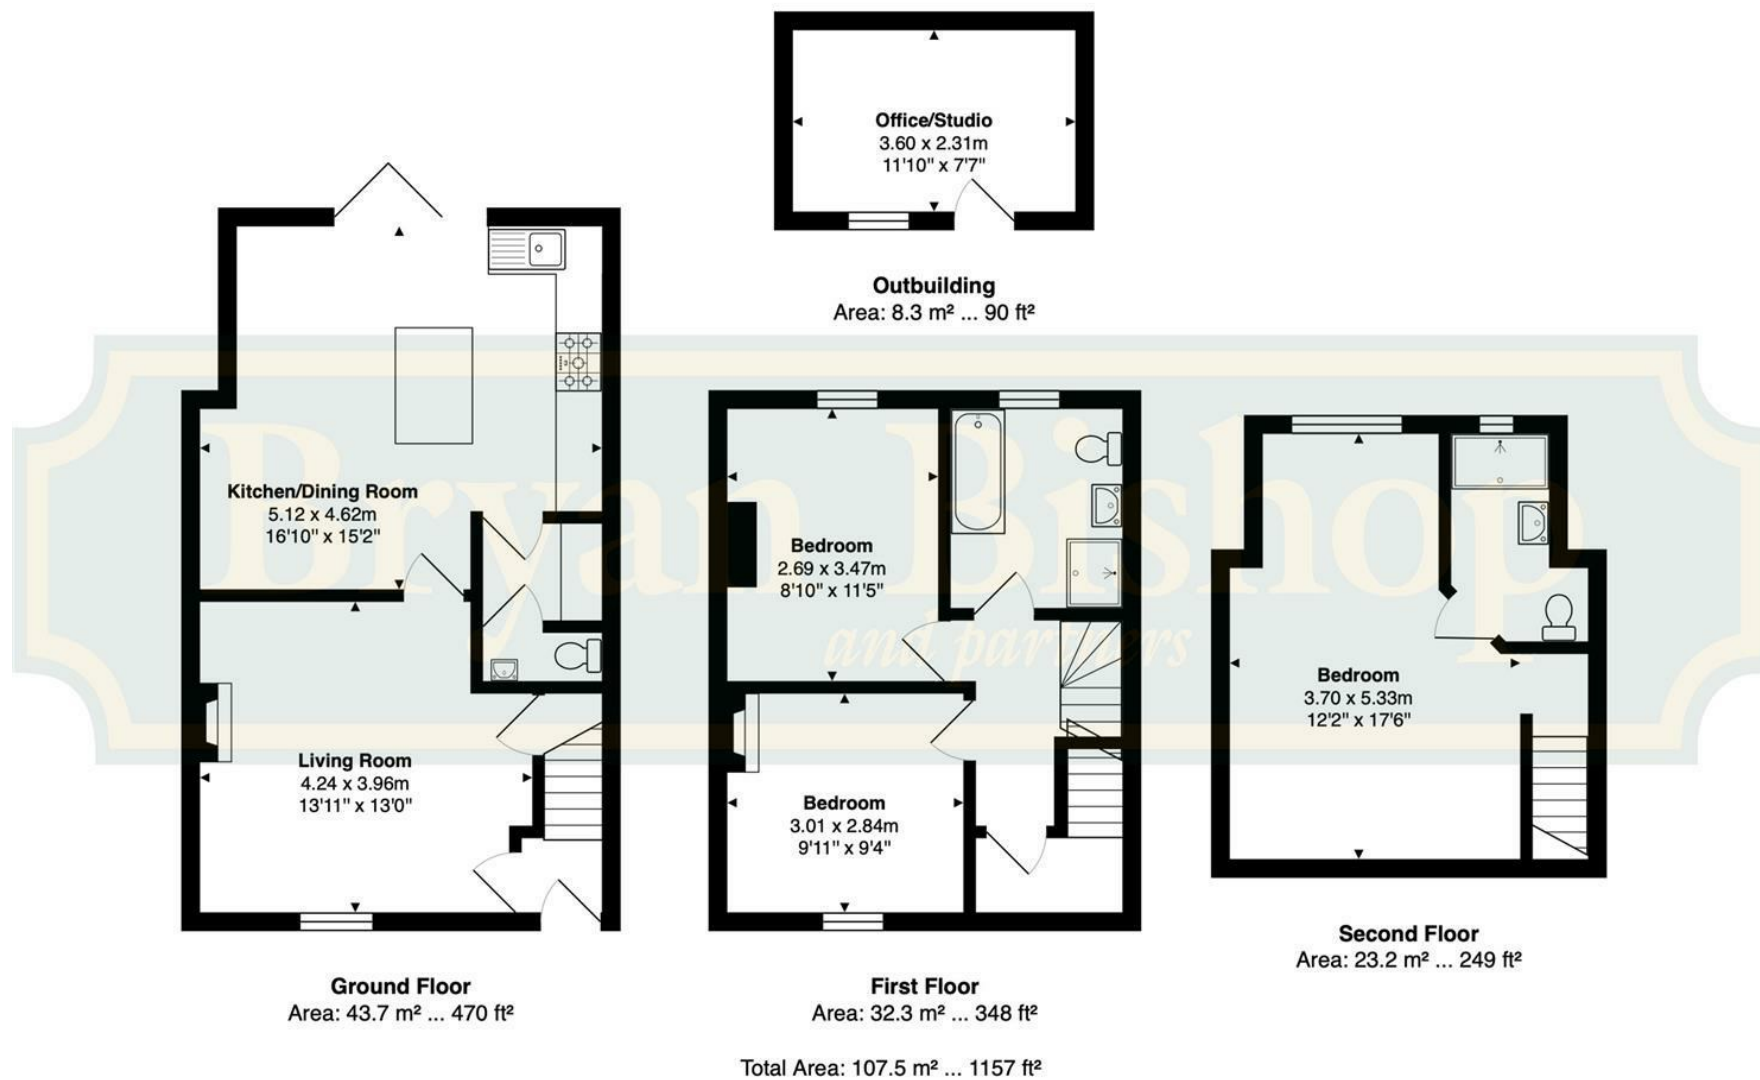 Office/Studio
3.60 x 2.31m
11'10" x 7'7"
Outbuilding
Area: 8.3 m² ... 90 ft²
Kitchen/Dining Room
5.12 x 4.62m
16'10" x 15'2"
Living Room
4.24 x 3.96m
13'11" x 13'0"
Ground Floor
Area: 43.7 m² ... 470 ft²
Bedroom
2.69 x 3.47m
8'10" x 11'5"
Bedroom
3.01 x 2.84m
9'11" x 9'4"
First Floor
Area: 32.3 m² ... 348 ft²
Bedroom
3.70 x 5.33m
12'2" x 17'6"
Second Floor
Area: 23.2 m² ... 249 ft²
Total Area: 107.5 m² ... 1157 ft²
Bryan Bishop
and partners